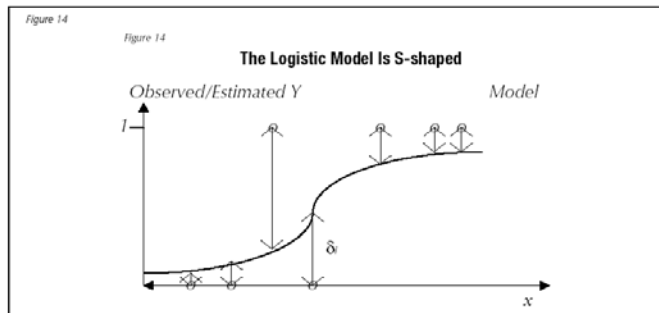 Figure 14
Figure 14
The Logistic Model Is S-shaped
Observed/Estimated Y
Model
1
δi
x